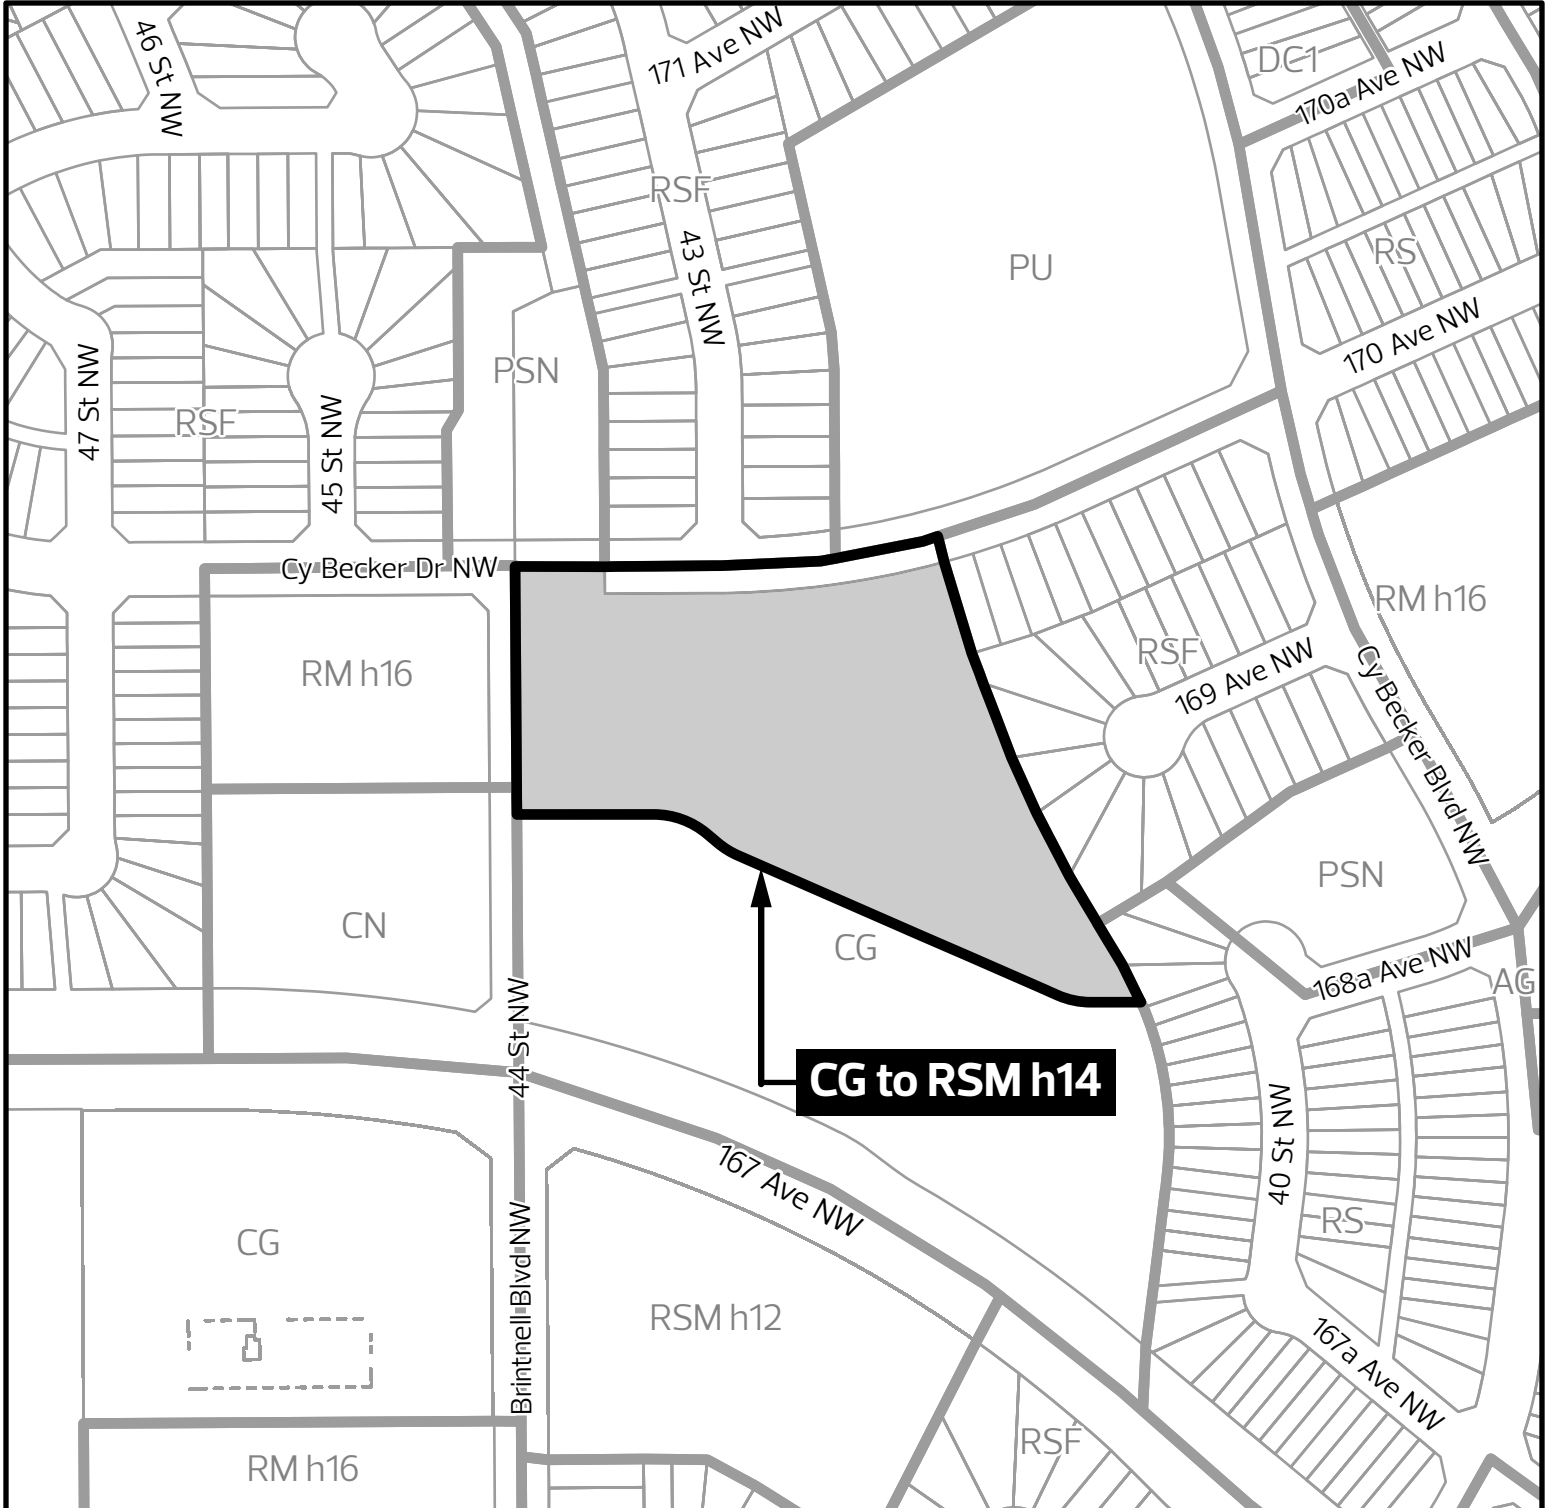 46 St NW
171 Ave NW
DC1
170a Ave NW
RSF
43 St NW
PU
RS
170 Ave NW
47 St NW
RSF
45 St NW
PSN
Cy Becker Dr NW
RM h16
RM h16
RSF
169 Ave NW
Cy Becker Blvd NW
PSN
CN
CG
168a Ave NW
AG
44 St NW
CG to RSM h14
40 St NW
167 Ave NW
RS
CG
Brintnell Blvd NW
RSM h12
167a Ave NW
RSF
RM h16